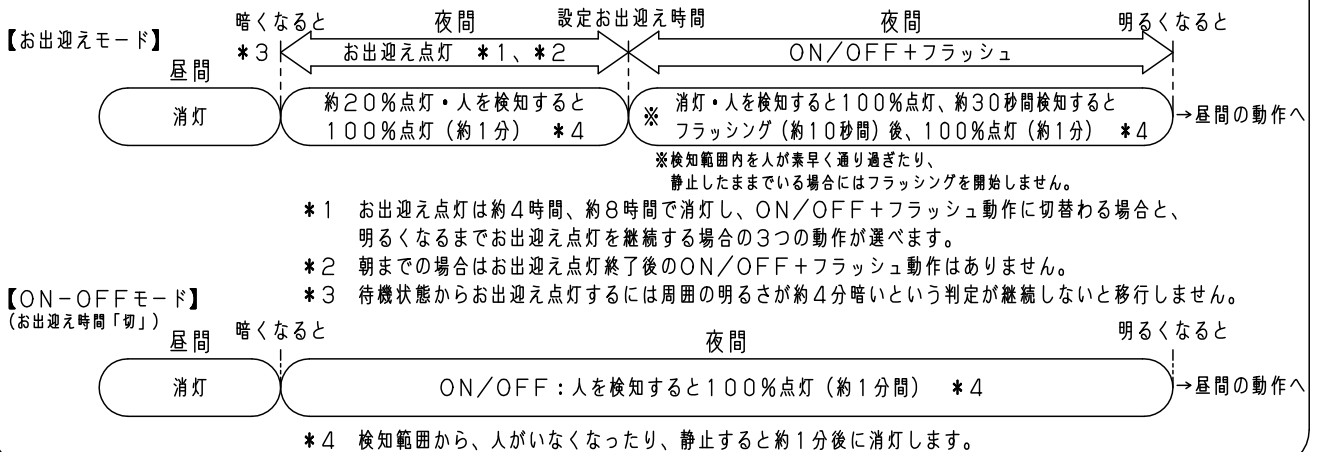 【お出迎えモード】
暗くなると　夜間　設定お出迎え時間　夜間　明るくなると
＊3　お出迎え点灯　＊1、＊2　ON／OFF＋フラッシュ
昼間
消灯
約20％点灯・人を検知すると
100％点灯（約1分）　＊4
※　消灯・人を検知すると100％点灯、約30秒間検知すると
フラッシング（約10秒間）後、100％点灯（約1分）　＊4
→昼間の動作へ
※検知範囲内を人が素早く通り過ぎたり、
静止したままでいる場合にはフラッシングを開始しません。
＊1　お出迎え点灯は約4時間、約8時間で消灯し、ON／OFF＋フラッシュ動作に切替わる場合と、
明るくなるまでお出迎え点灯を継続する場合の3つの動作が選べます。
＊2　朝までの場合はお出迎え点灯終了後のON／OFF＋フラッシュ動作はありません。
＊3　待機状態からお出迎え点灯するには周囲の明るさが約4分暗いという判定が継続しないと移行しません。
【ON－OFFモード】
（お出迎え時間「切」）
昼間　暗くなると　夜間　明るくなると
消灯　ON／OFF：人を検知すると100％点灯（約1分間）　＊4　→昼間の動作へ
＊4　検知範囲から、人がいなくなったり、静止すると約1分後に消灯します。